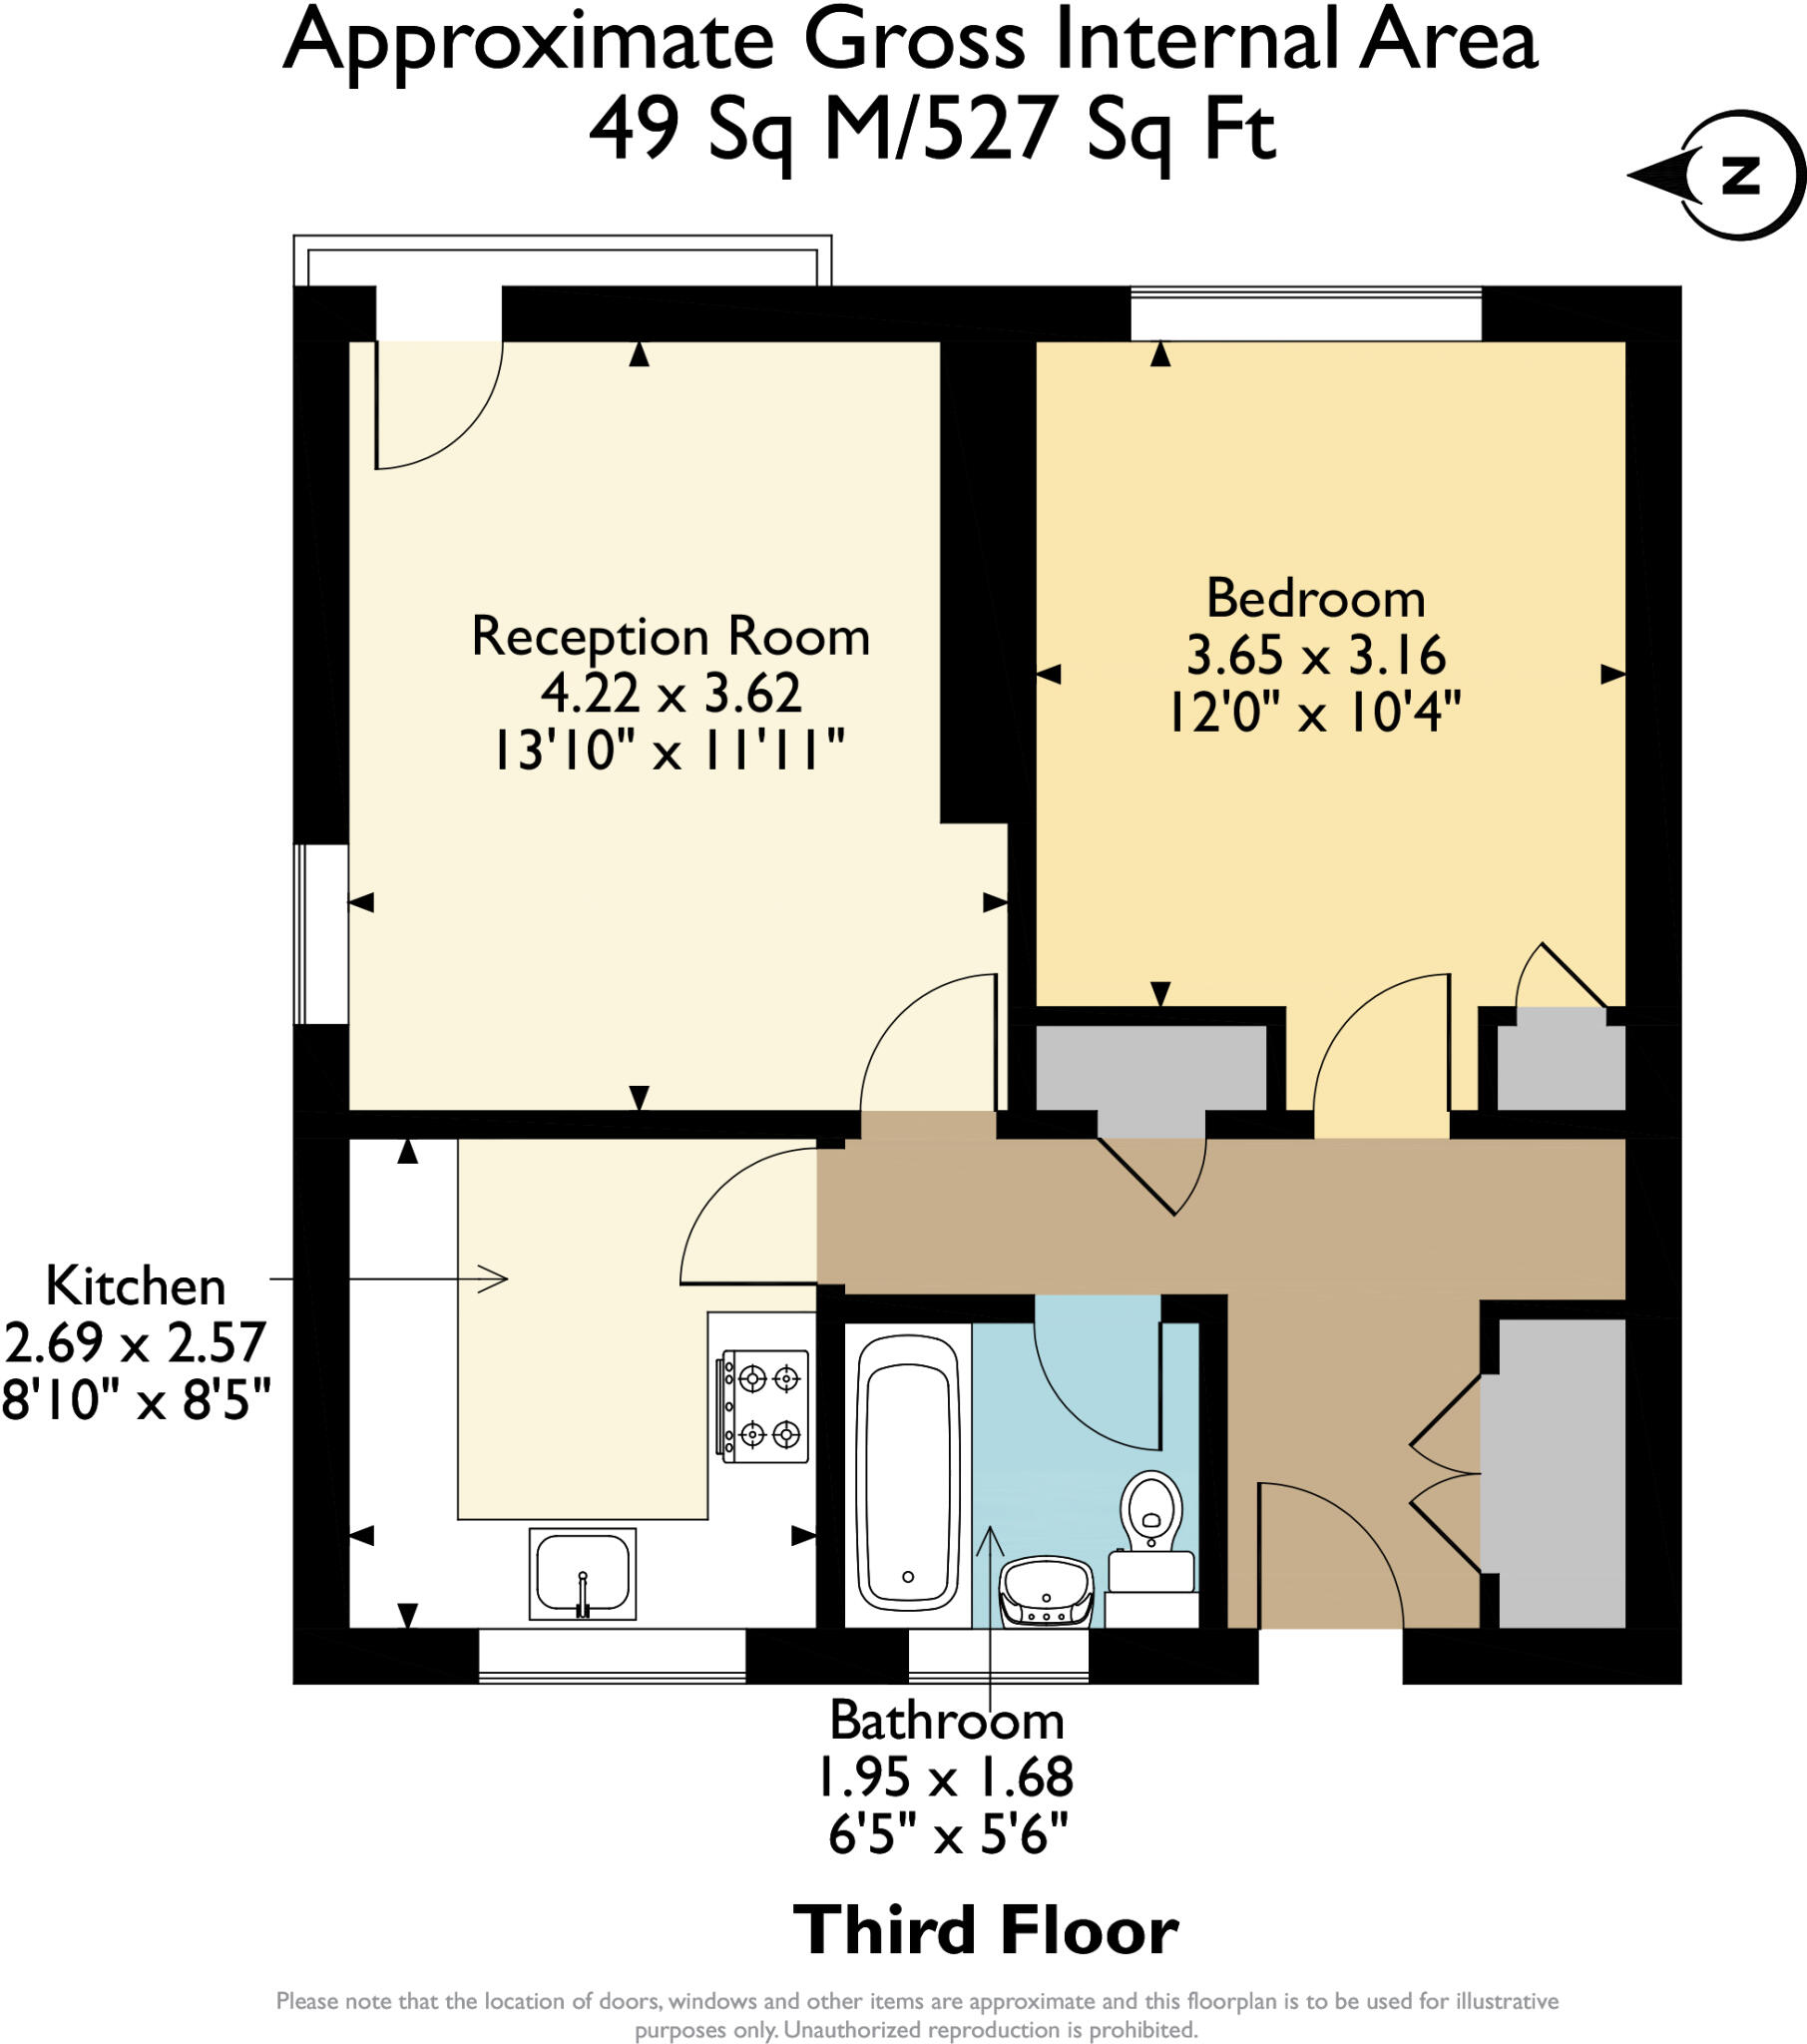 Approximate Gross Internal Area
49 Sq M/527 Sq Ft
N
Reception Room
4.22 x 3.62
13'10" x 11'11"
Bedroom
3.65 x 3.16
12'0" x 10'4"
Kitchen
2.69 x 2.57
8'10" x 8'5"
Bathroom
1.95 x 1.68
6'5" x 5'6"
Third Floor
Please note that the location of doors, windows and other items are approximate and this floorplan is to be used for illustrative
purposes only. Unauthorized reproduction is prohibited.